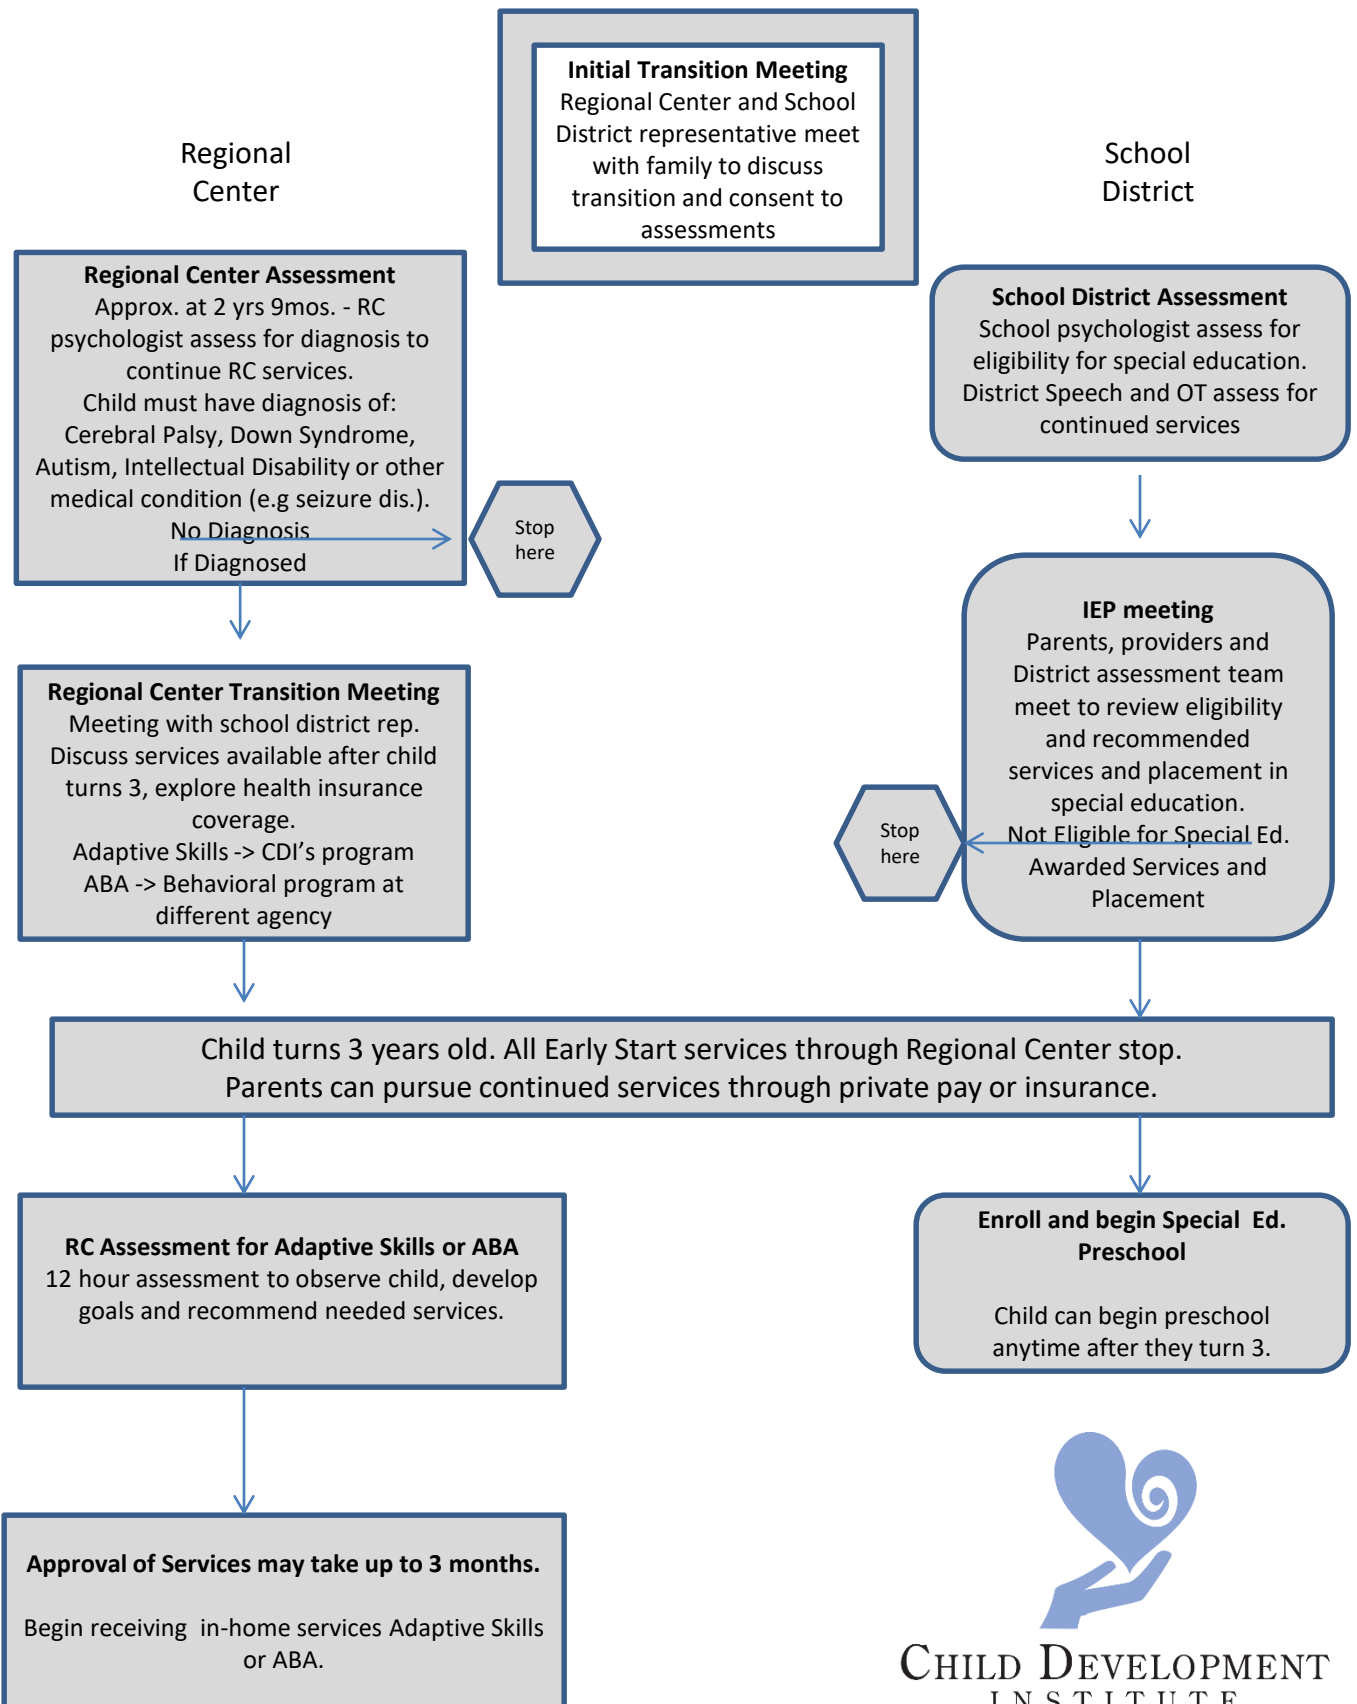 Initial Transition Meeting
Regional Center and School
District representative meet
with family to discuss
transition and consent to
assessments
Regional
Center
School
District
Regional Center Assessment
Approx. at 2 yrs 9mos. - RC
psychologist assess for diagnosis to
continue RC services.
Child must have diagnosis of:
Cerebral Palsy, Down Syndrome,
Autism, Intellectual Disability or other
medical condition (e.g seizure dis.).
No Diagnosis
If Diagnosed
Stop
here
School District Assessment
School psychologist assess for
eligibility for special education.
District Speech and OT assess for
continued services
Regional Center Transition Meeting
Meeting with school district rep.
Discuss services available after child
turns 3, explore health insurance
coverage.
Adaptive Skills -> CDI's program
ABA -> Behavioral program at
different agency
IEP meeting
Parents, providers and
District assessment team
meet to review eligibility
and recommended
services and placement in
special education.
Not Eligible for Special Ed.
Awarded Services and
Placement
Stop
here
Child turns 3 years old. All Early Start services through Regional Center stop.
Parents can pursue continued services through private pay or insurance.
RC Assessment for Adaptive Skills or ABA
12 hour assessment to observe child, develop
goals and recommend needed services.
Enroll and begin Special Ed.
Preschool
Child can begin preschool
anytime after they turn 3.
Approval of Services may take up to 3 months.
Begin receiving in-home services Adaptive Skills
or ABA.
CHILD DEVELOPMENT
INSTITUTE